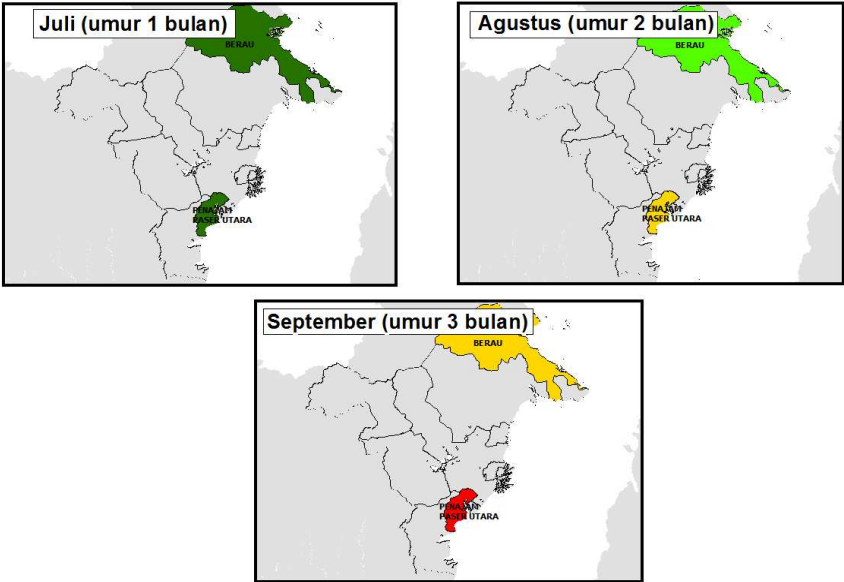 Juli (umur 1 bulan)
BERAU
PENAJAM
PASER UTARA
Agustus (umur 2 bulan)
BERAU
PENAJAM
PASER UTARA
September (umur 3 bulan)
BERAU
PENAJAM
PASER UTARA